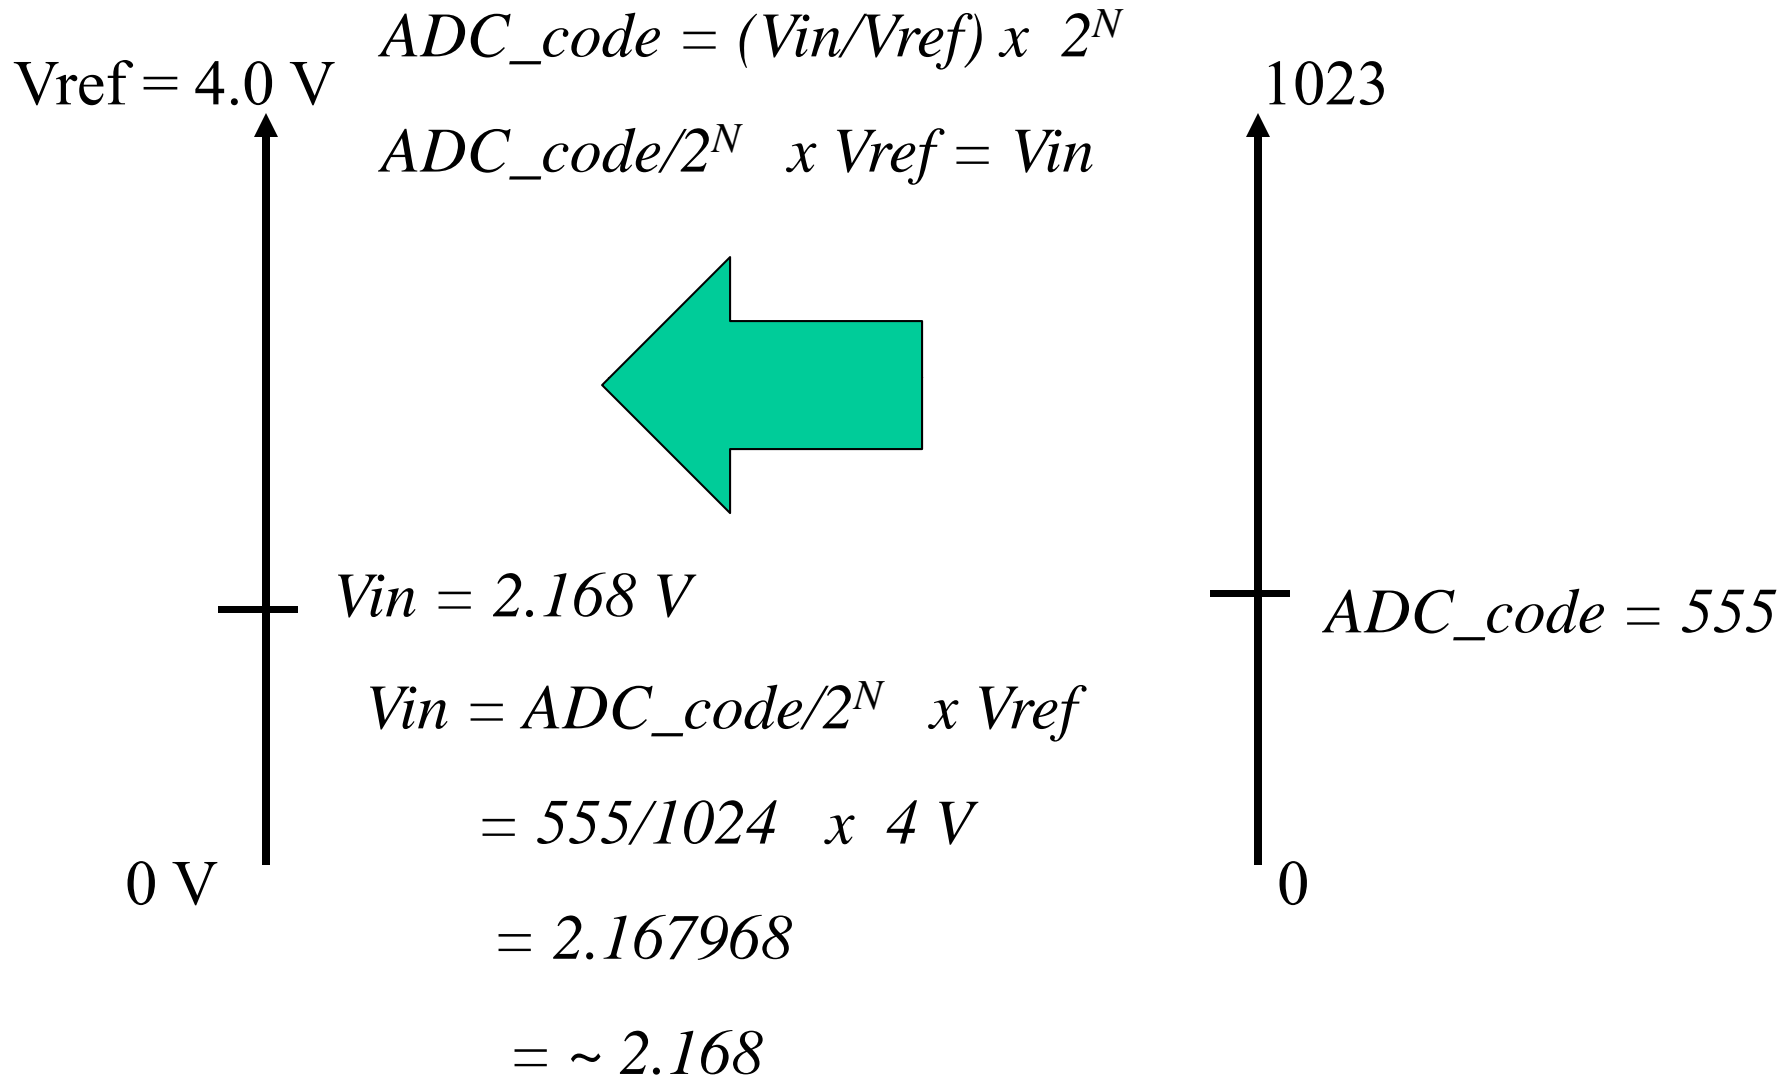 ADC_code = (Vin/Vref) x 2^N
Vref = 4.0 V
1023
ADC_code/2^N x Vref = Vin
Vin = 2.168 V
ADC_code = 555
Vin = ADC_code/2^N x Vref
= 555/1024 x 4 V
0 V
0
= 2.167968
= ~ 2.168